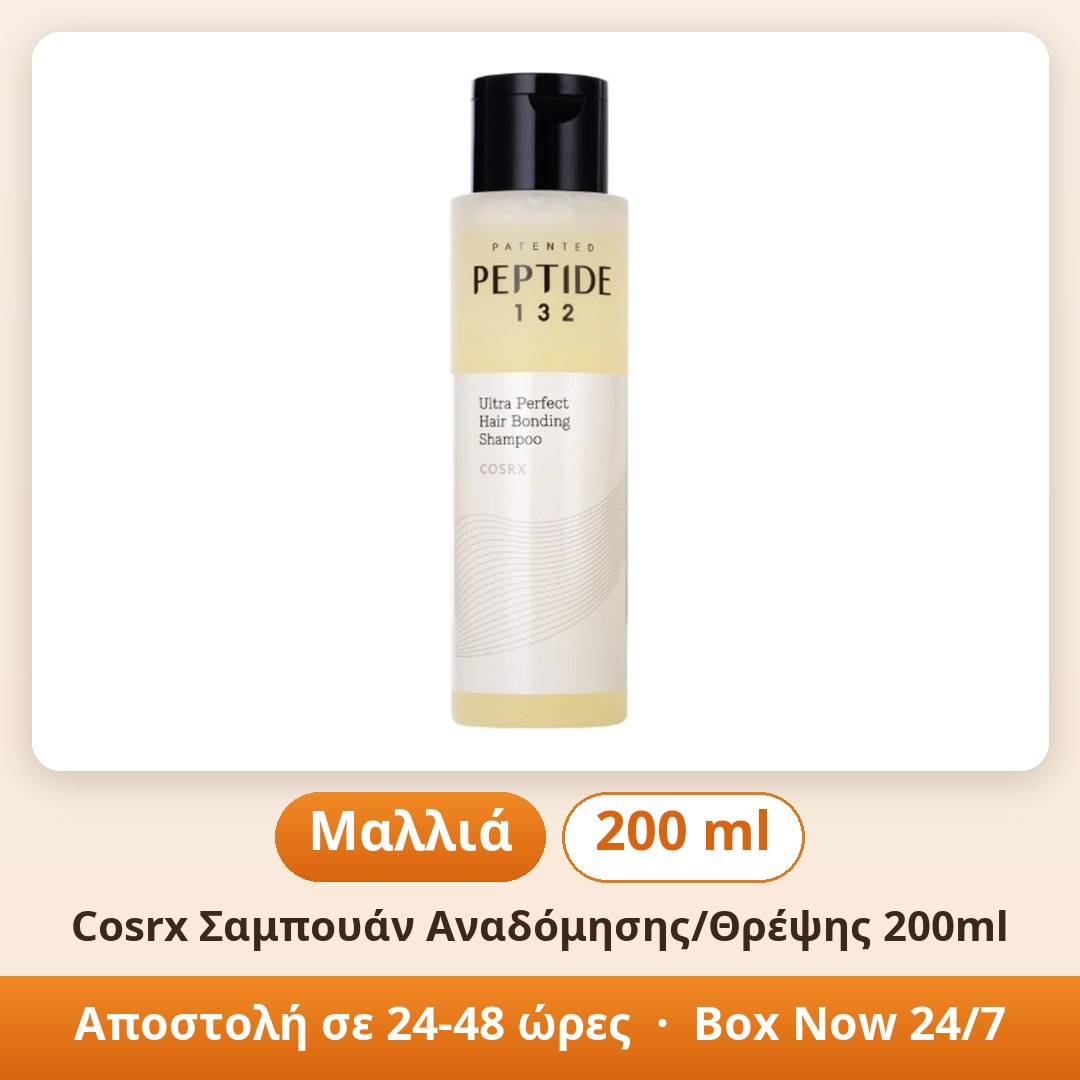 PATENTED
PEPTIDE
132
Ultra Perfect
Hair Bonding
Shampoo
COSRX
Μαλλιά
200 ml
Cosrx Σαμπουάν Αναδόμησης/Θρέψης 200ml
Αποστολή σε 24-48 ώρες · Box Now 24/7